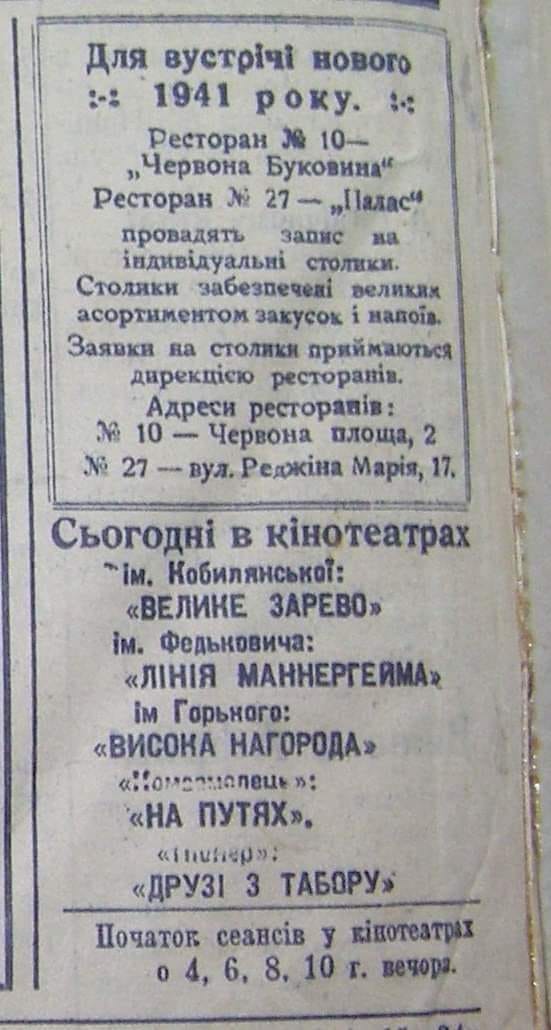 Для вустрічі нового
:-: 1941 року. :-:
Ресторан № 10—
„Червона Буковина“
Ресторан № 27 — „Палас“
провадять запис на
індивідуальні столики.
Столики забезпечені великим
асортиментом закусок і напоїв.
Заявки на столики приймаються
дирекцією ресторанів.
Адреси ресторанів:
№ 10 — Червона площа, 2
№ 27 — вул. Реджіна Марія, 17.
Сьогодні в кінотеатрах
ім. Кобилянської:
«ВЕЛИКЕ ЗАРЕВО»
ім. Федьковича:
«ЛІНІЯ МАННЕРГЕЙМА»
ім Горького:
«ВИСОКА НАГОРОДА»
«Комсомолець»:
«НА ПУТЯХ».
«ДРУЗІ З ТАБОРУ»
Початок сеансів у кінотеатрах
о 4, 6, 8, 10 г. вечора.